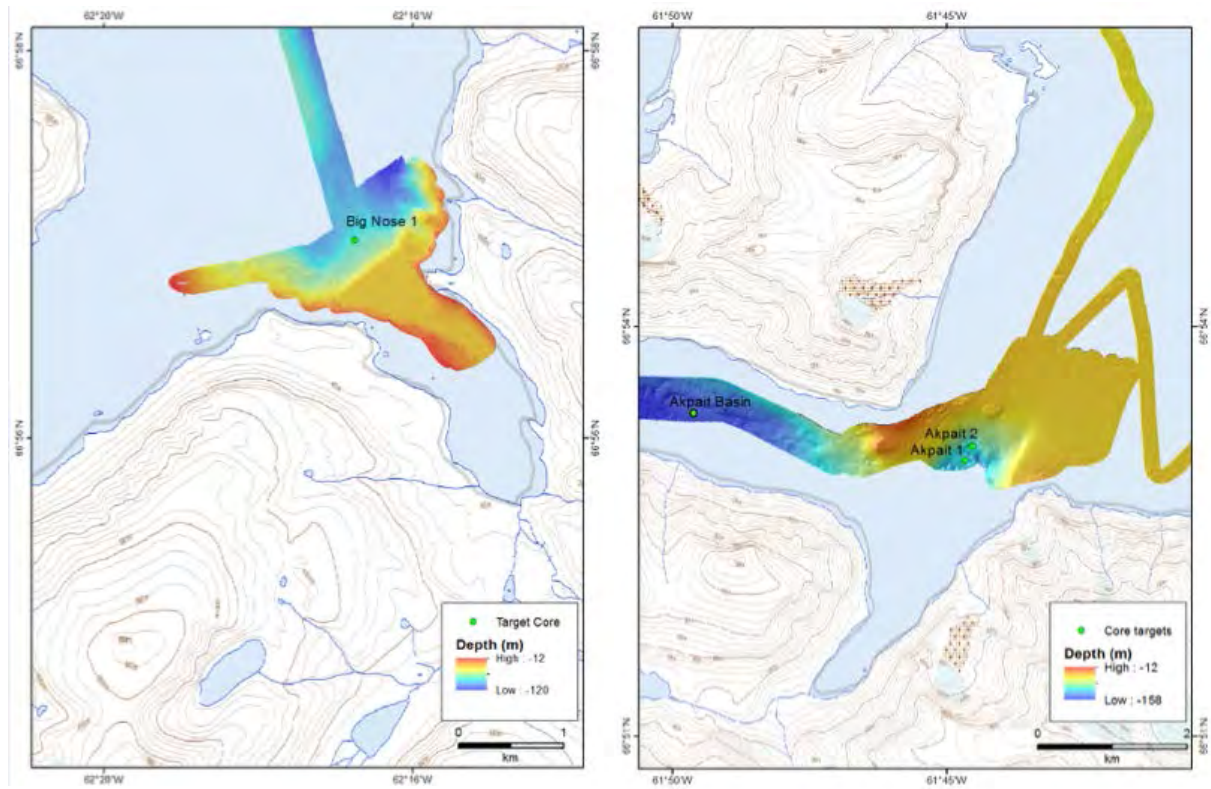 62°20'W
62°16'W
66°58'N
66°58'N
Big Nose 1
66°56'N
66°56'N
Target Core
Depth (m)
High : -12
Low : -120
0
1
km
62°20'W
62°16'W
61°50'W
61°45'W
66°54'N
66°54'N
Akpait Basin
Akpait 2
Akpait 1
Core targets
Depth (m)
High : -12
Low : -158
66°51'N
66°51'N
0
2
km
61°50'W
61°45'W